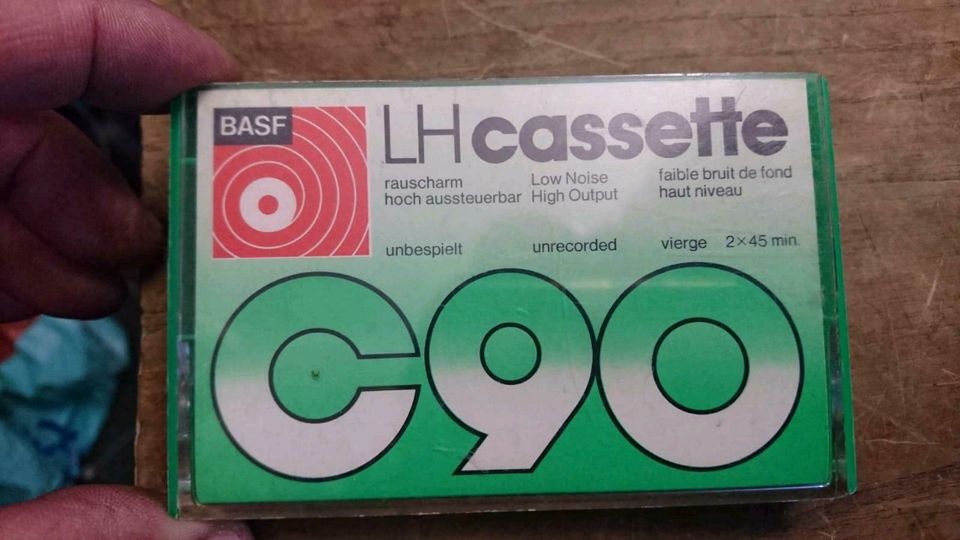 BASF
LH cassette
rauscharm Low Noise faible bruit de fond
hoch aussteuerbar High Output haut niveau
unbespielt unrecorded vierge 2×45 min.
C90